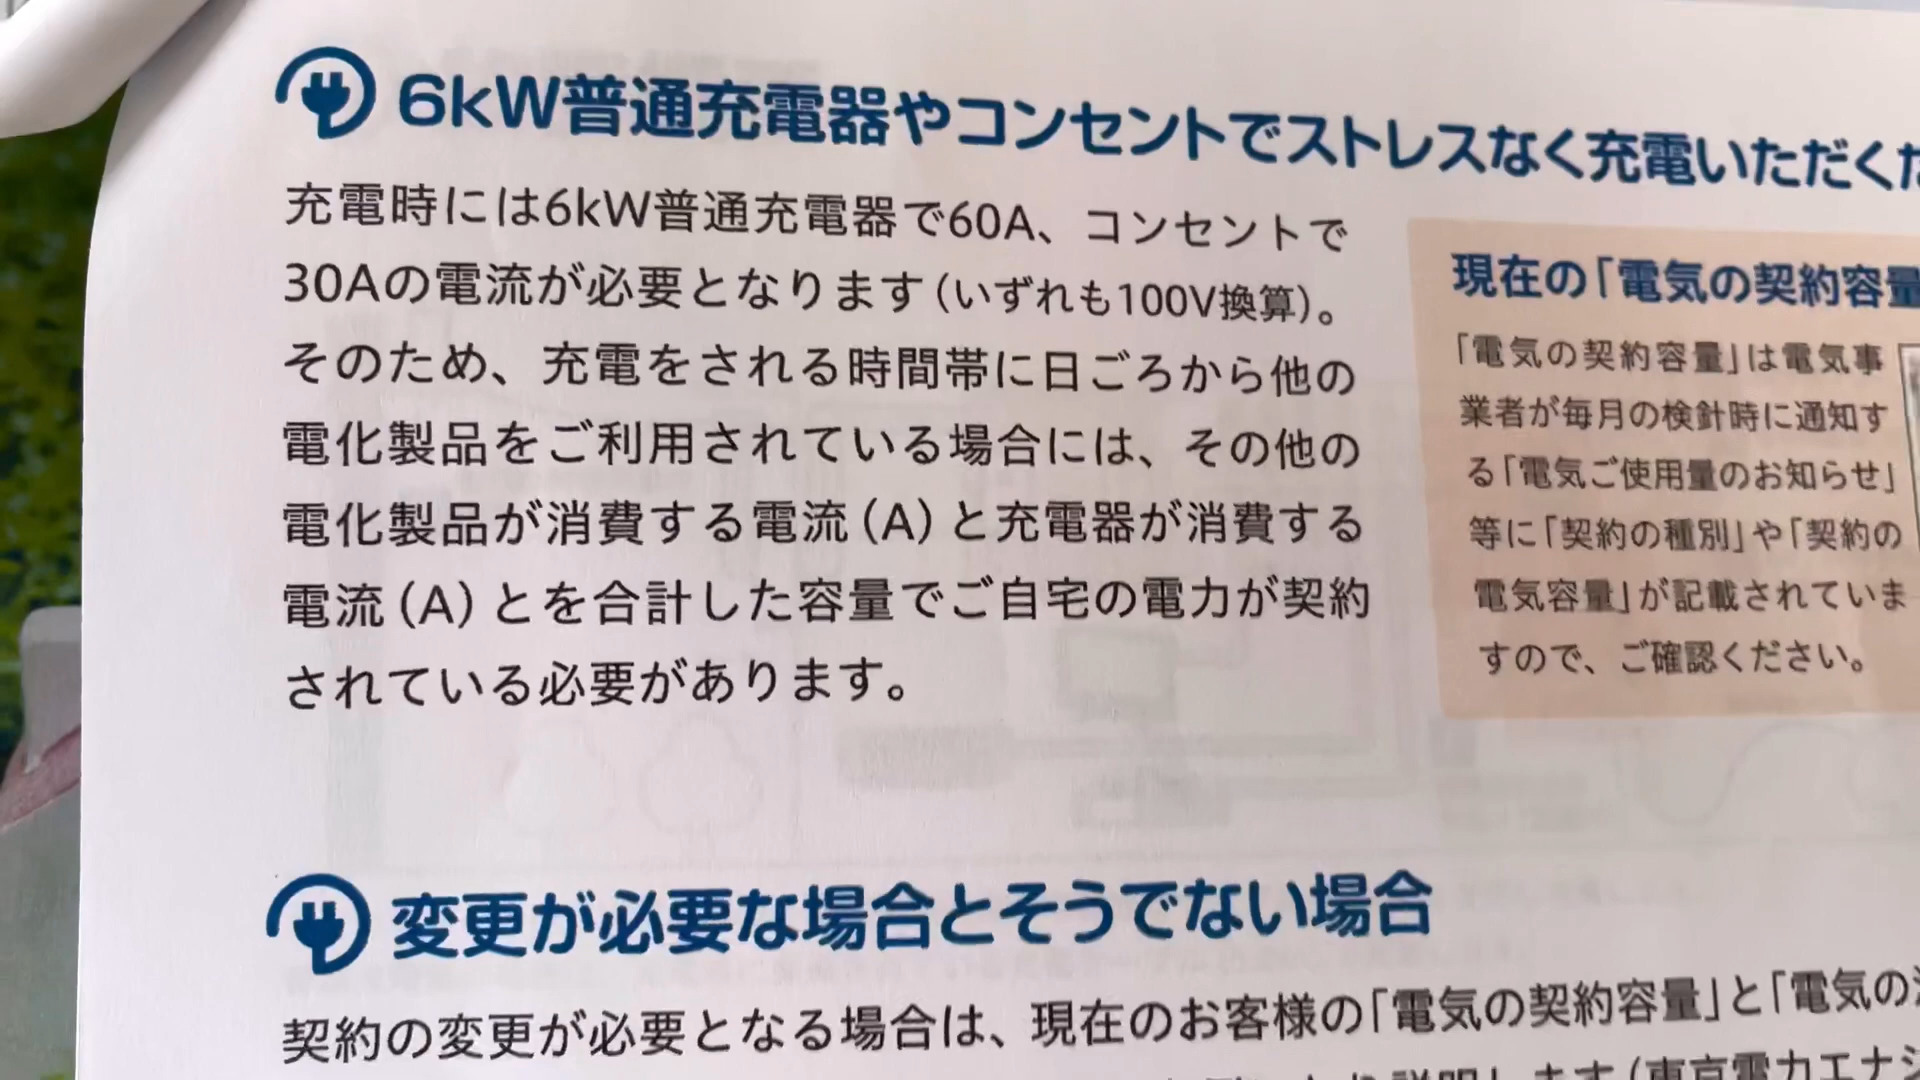 6kW普通充電器やコンセントでストレスなく充電いただくた
充電時には6kW普通充電器で60A、コンセントで
30Aの電流が必要となります(いずれも100V換算)。
そのため、充電をされる時間帯に日ごろから他の
電化製品をご利用されている場合には、その他の
電化製品が消費する電流(A)と充電器が消費する
電流(A)とを合計した容量でご自宅の電力が契約
されている必要があります。
現在の「電気の契約容量
「電気の契約容量」は電気事
業者が毎月の検針時に通知す
る「電気ご使用量のお知らせ」
等に「契約の種別」や「契約の
電気容量」が記載されていま
すので、ご確認ください。
変更が必要な場合とそうでない場合
契約の変更が必要となる場合は、現在のお客様の「電気の契約容量」と「電気の
説明します(東京電力エナジ